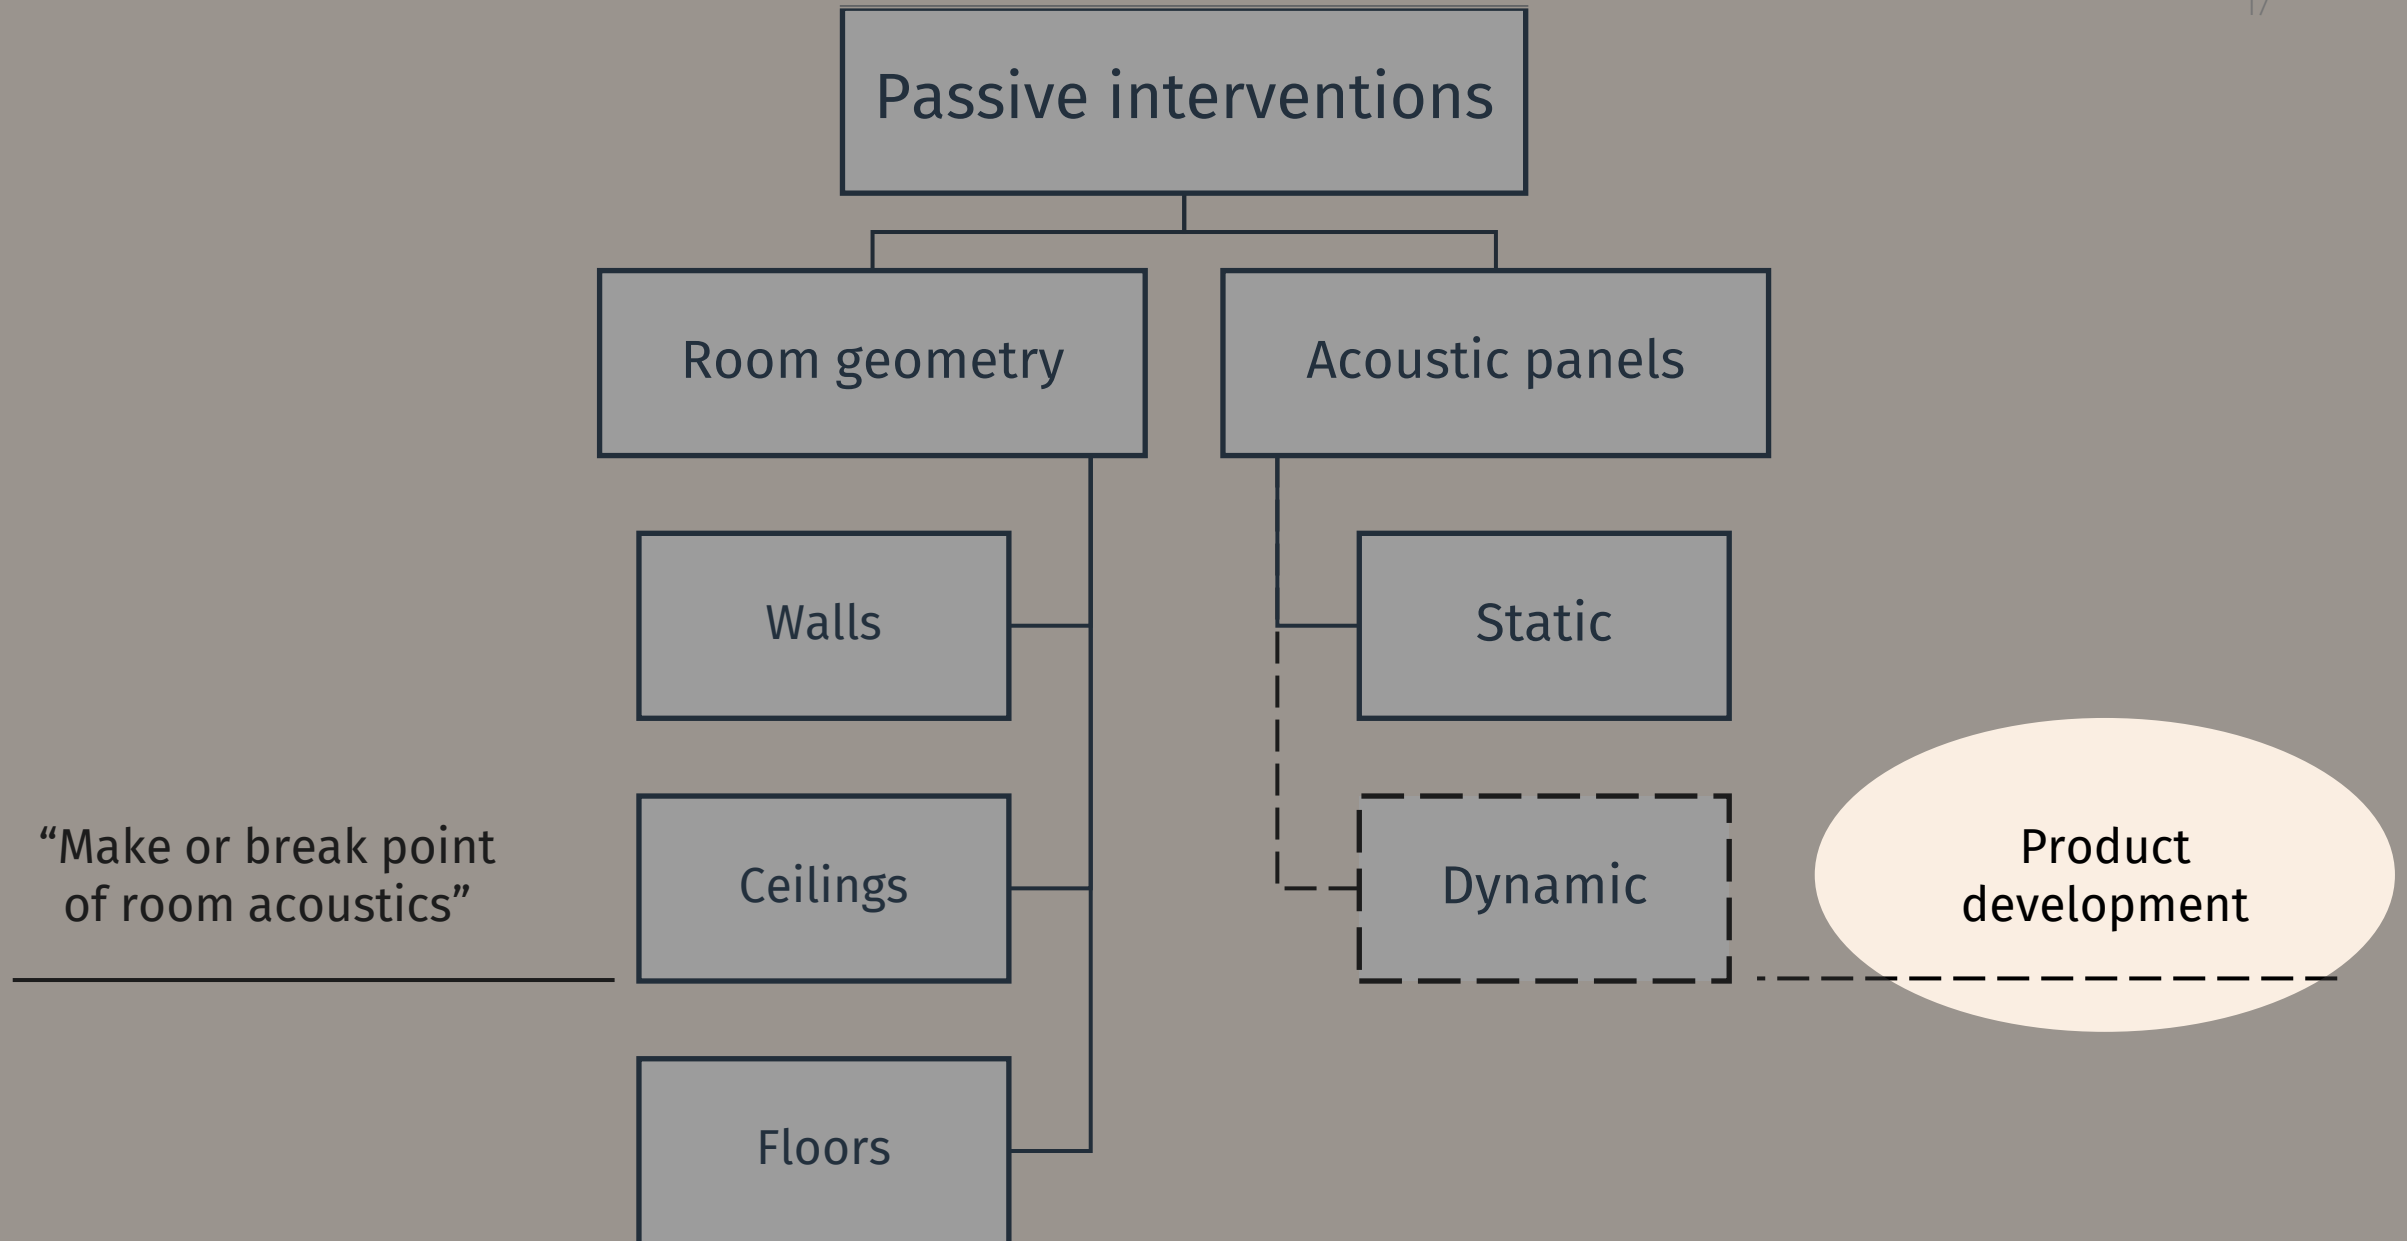 Passive interventions
Room geometry
Acoustic panels
Walls
Static
“Make or break point
of room acoustics”
Ceilings
Dynamic
Product
development
Floors